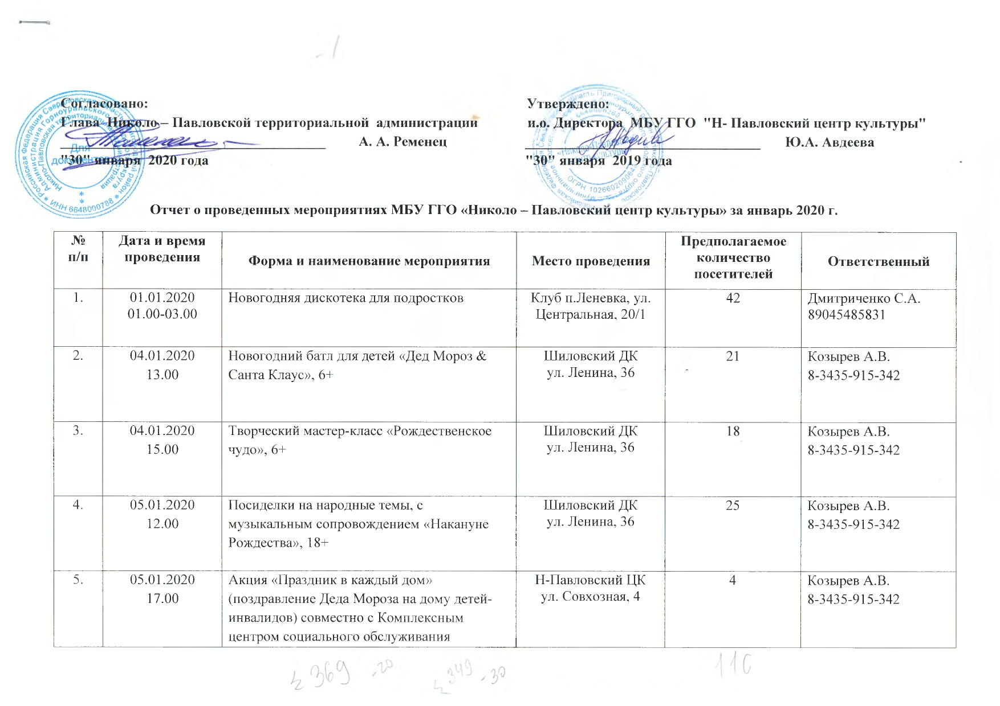 Согласовано:
Глава Николо – Павловской территориальной администрации
А. А. Ременец
"30" января 2020 года
Утверждено:
и.о. Директора МБУ ГГО "Н- Павловский центр культуры"
Ю.А. Авдеева
"30" января 2019 года
Для
документов
ИНН 6648000788
Отчет о проведенных мероприятиях МБУ ГГО «Николо – Павловский центр культуры» за январь 2020 г.
№
п/п
Дата и время
проведения
Форма и наименование мероприятия
Место проведения
Предполагаемое
количество
посетителей
Ответственный
1.
01.01.2020
01.00-03.00
Новогодняя дискотека для подростков
Клуб п.Леневка, ул.
Центральная, 20/1
42
Дмитриченко С.А.
89045485831
2.
04.01.2020
13.00
Новогодний батл для детей «Дед Мороз &
Санта Клаус», 6+
Шиловский ДК
ул. Ленина, 36
21
Козырев А.В.
8-3435-915-342
3.
04.01.2020
15.00
Творческий мастер-класс «Рождественское
чудо», 6+
Шиловский ДК
ул. Ленина, 36
18
Козырев А.В.
8-3435-915-342
4.
05.01.2020
12.00
Посиделки на народные темы, с
музыкальным сопровождением «Накануне
Рождества», 18+
Шиловский ДК
ул. Ленина, 36
25
Козырев А.В.
8-3435-915-342
5.
05.01.2020
17.00
Акция «Праздник в каждый дом»
(поздравление Деда Мороза на дому детей-
инвалидов) совместно с Комплексным
центром социального обслуживания
Н-Павловский ЦК
ул. Совхозная, 4
4
Козырев А.В.
8-3435-915-342
369 -20
349 -30
110